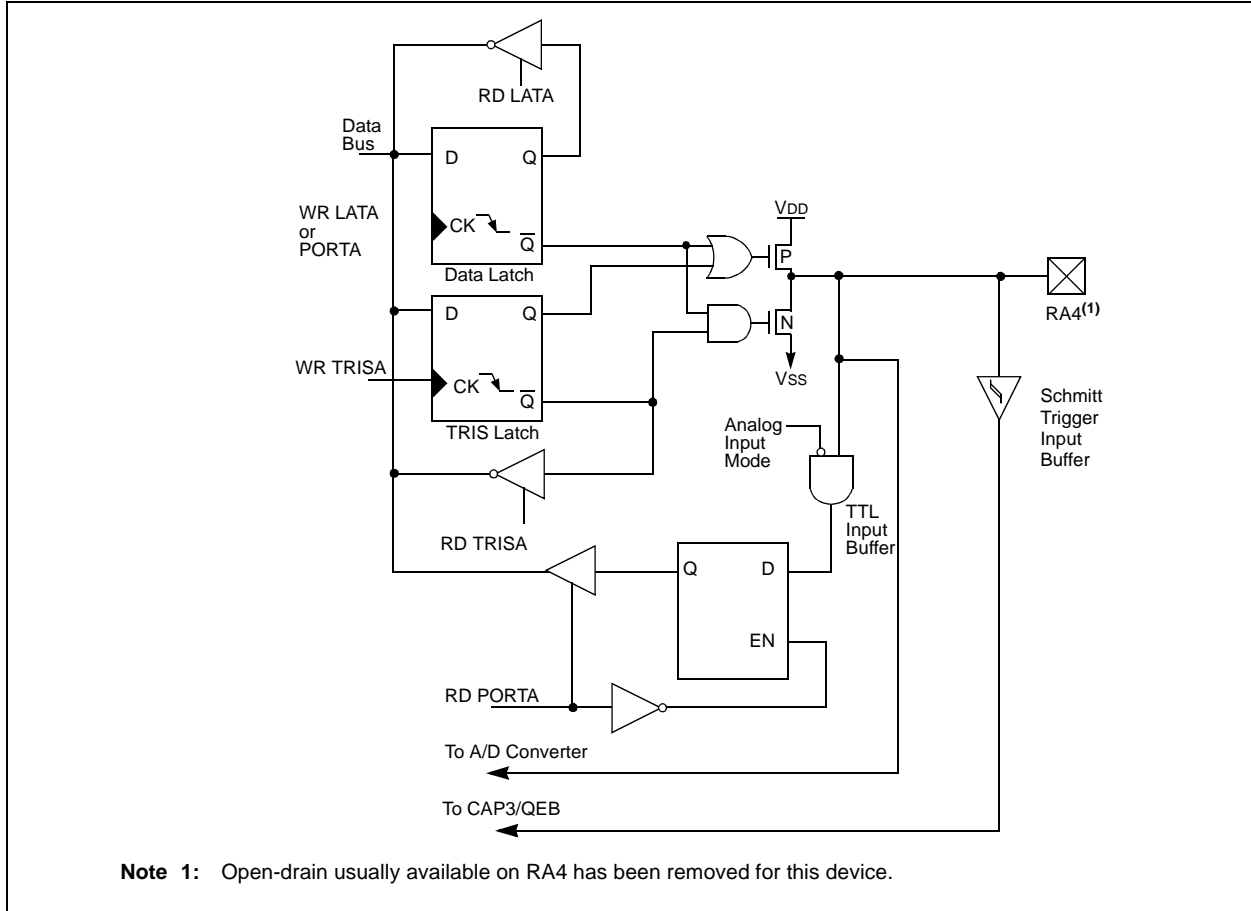 RD LATA
Data
Bus
D
Q
WR LATA
or
PORTA
CK
Q̅
Data Latch
VDD
P
D
Q
N
RA4(1)
WR TRISA
CK
Q̅
VSS
TRIS Latch
Analog
Input
Mode
Schmitt
Trigger
Input
Buffer
TTL
Input
Buffer
RD TRISA
Q
D
EN
RD PORTA
To A/D Converter
To CAP3/QEB
Note 1: Open-drain usually available on RA4 has been removed for this device.